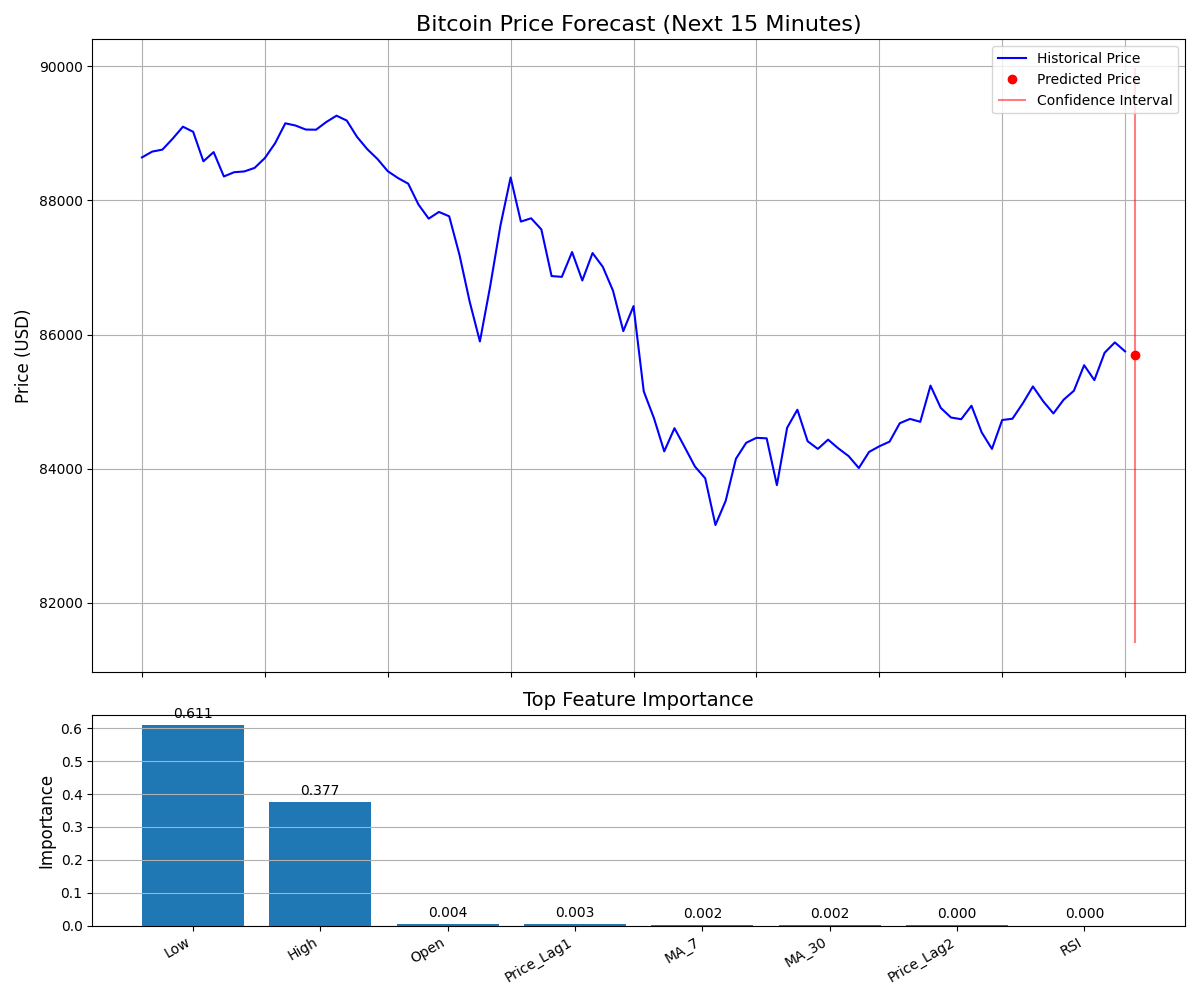 Bitcoin Price Forecast (Next 15 Minutes)
90000
88000
86000
84000
82000
Price (USD)
Historical Price
Predicted Price
Confidence Interval
Top Feature Importance
0.6
0.5
0.4
0.3
0.2
0.1
0.0
Importance
0.611
0.377
0.004
0.003
0.002
0.002
0.000
0.000
Low
High
Open
Price_Lag1
MA_7
MA_30
Price_Lag2
RSI